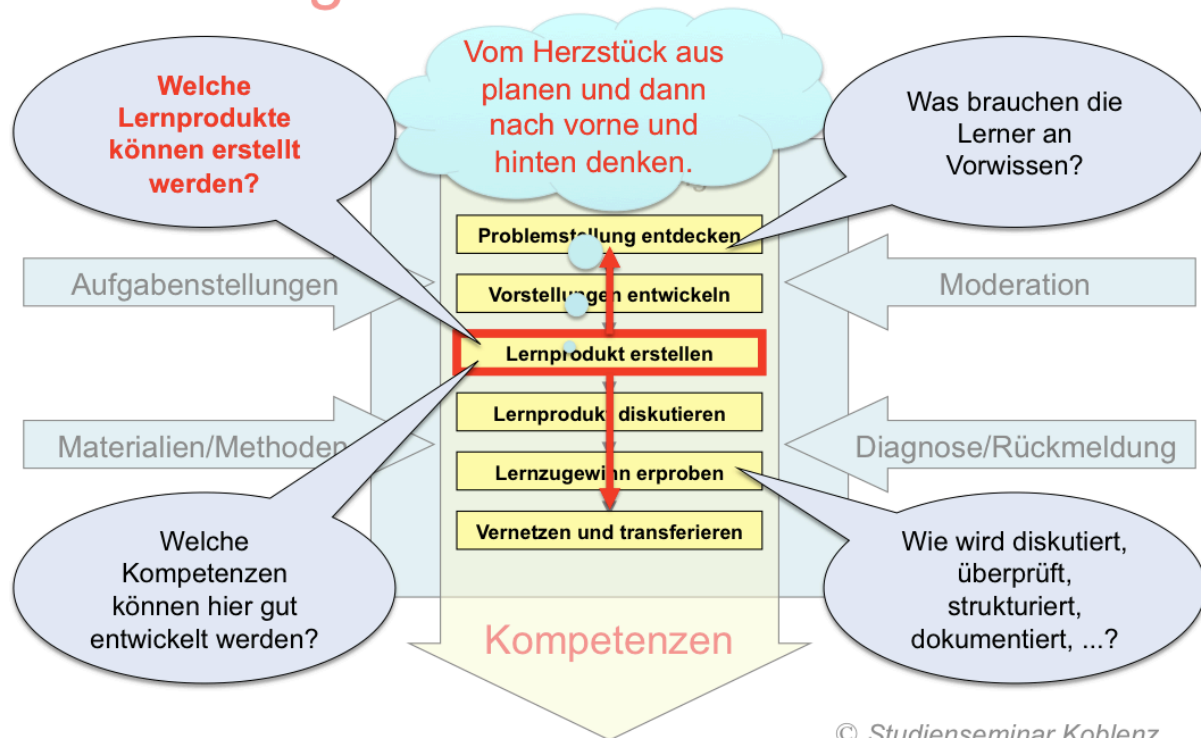 Vom Herzstück aus
planen und dann
nach vorne und
hinten denken.
Welche
Lernprodukte
können erstellt
werden?
Was brauchen die
Lerner an
Vorwissen?
Problemstellung entdecken
Aufgabenstellungen
Vorstellungen entwickeln
Moderation
Lernprodukt erstellen
Lernprodukt diskutieren
Materialien/Methoden
Diagnose/Rückmeldung
Lernzugewinn erproben
Vernetzen und transferieren
Welche
Kompetenzen
können hier gut
entwickelt werden?
Wie wird diskutiert,
überprüft,
strukturiert,
dokumentiert, ...?
Kompetenzen
© Studienseminar Koblenz